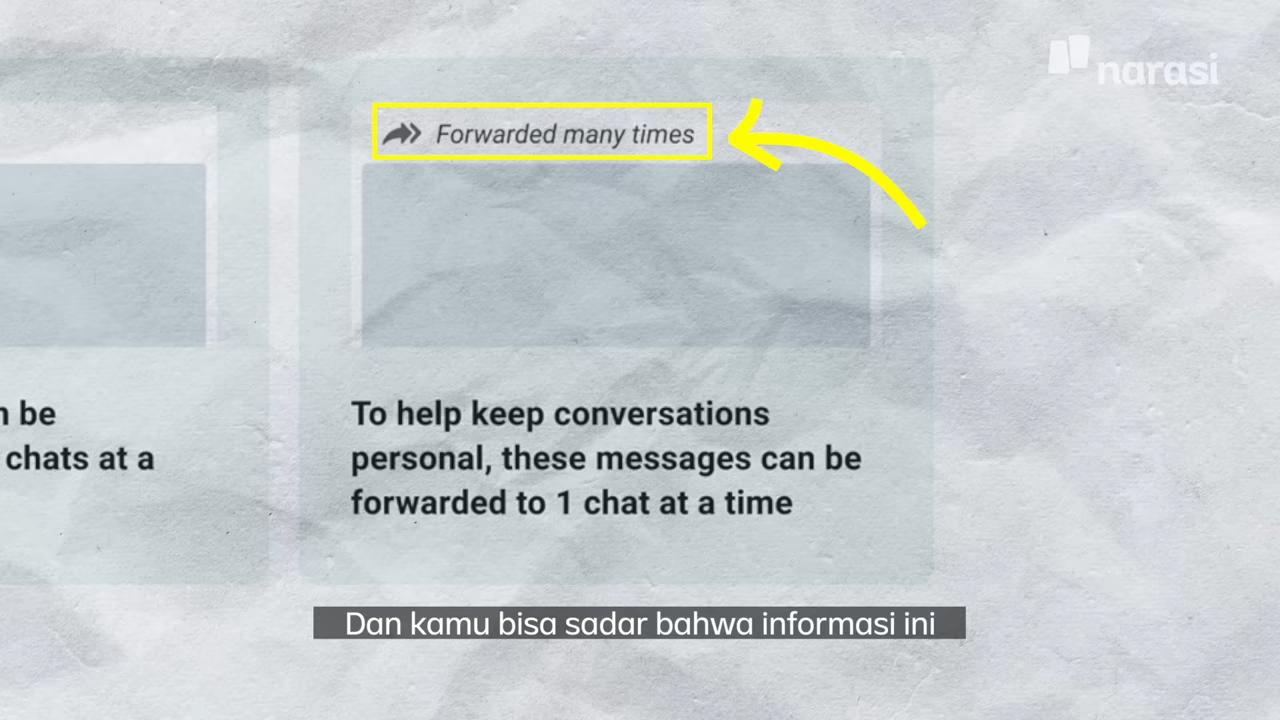 narasi
Forwarded many times
n be
chats at a
To help keep conversations
personal, these messages can be
forwarded to 1 chat at a time
Dan kamu bisa sadar bahwa informasi ini